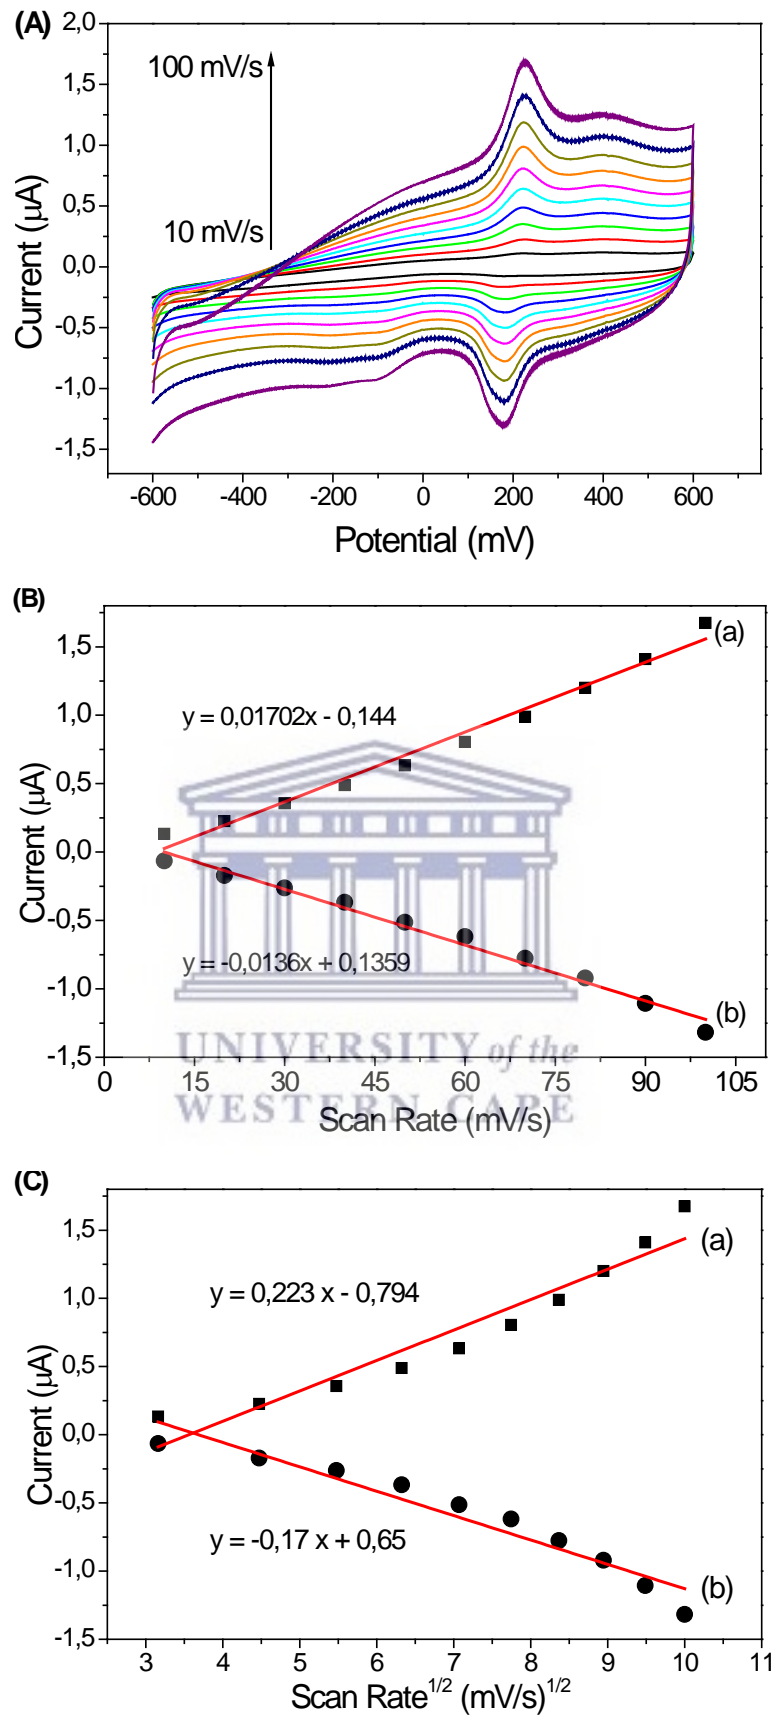 (A)
2,0
1,5
1,0
0,5
0,0
-0,5
-1,0
-1,5
100 mV/s
10 mV/s
Current (μA)
-600 -400 -200 0 200 400 600
Potential (mV)
(B)
1,5
1,0
0,5
0,0
-0,5
-1,0
-1,5
(a)
y = 0,01702x - 0,144
Current (μA)
y = -0,0136x + 0,1359
(b)
UNIVERSITY of the
0 15 30 45 60 75 90 105
WESTERN CAPE
Scan Rate (mV/s)
(C)
1,5
1,0
0,5
0,0
-0,5
-1,0
-1,5
(a)
y = 0,223 x - 0,794
Current (μA)
y = -0,17 x + 0,65
(b)
3 4 5 6 7 8 9 10 11
Scan Rate^1/2 (mV/s)^1/2